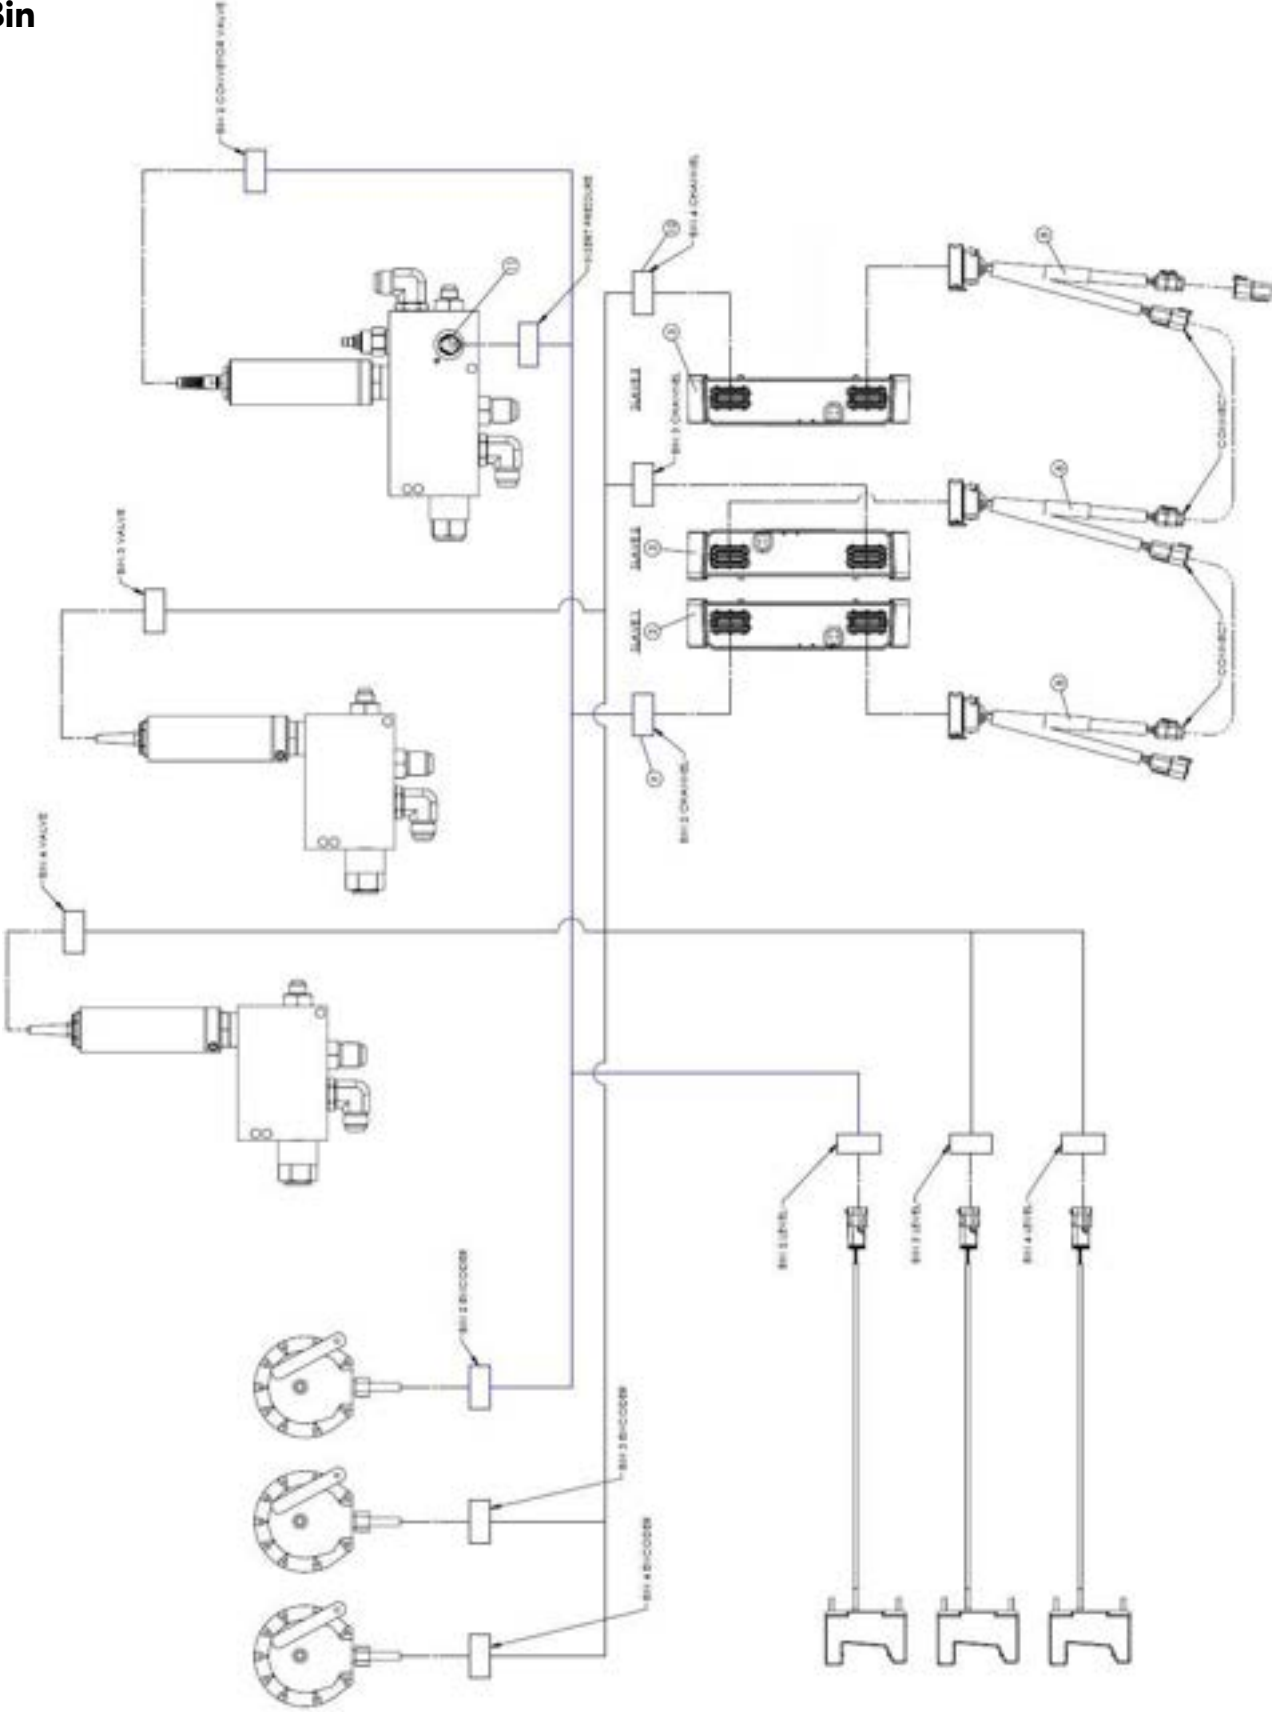 Bin
BIN 2 CONVEYOR VALVE
INSERT PRESSURE
BIN 4 CHANNEL
BIN 3 VALVE
SLAVE 3
BIN 3 CHANNEL
SLAVE 2
SLAVE 1
CONNECT
CONNECT
BIN 2 CHANNEL
BIN 4 VALVE
BIN 2 LEVEL
BIN 3 LEVEL
BIN 4 LEVEL
BIN 2 ENCODER
BIN 3 ENCODER
BIN 4 ENCODER